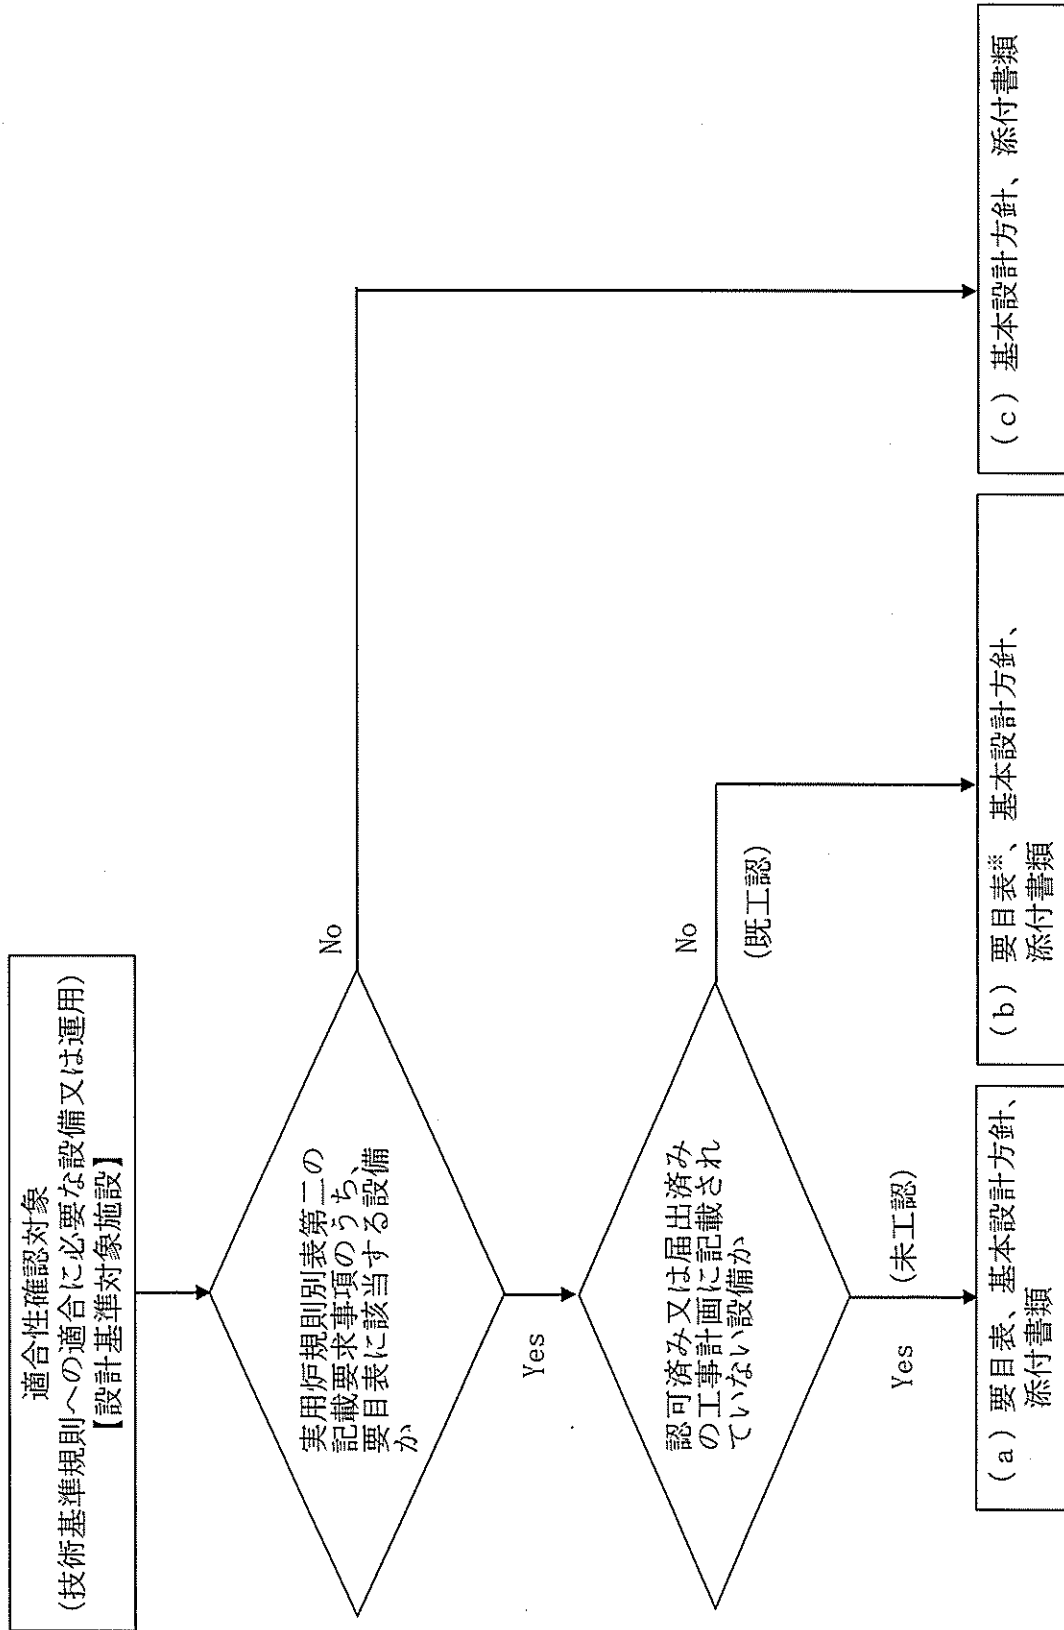 適合性確認対象
(技術基準規則への適合に必要な設備又は運用)
【設計基準対象施設】
実用炉規則別表第二の
記載要求事項のうち、
要目表に該当する設備
か
No
Yes
認可済み又は届出済み
の工事計画に記載され
ていない設備か
No
(既工認)
Yes
(未工認)
(a) 要目表、基本設計方針、
添付書類
(b) 要目表※、基本設計方針、
添付書類
(c) 基本設計方針、添付書類